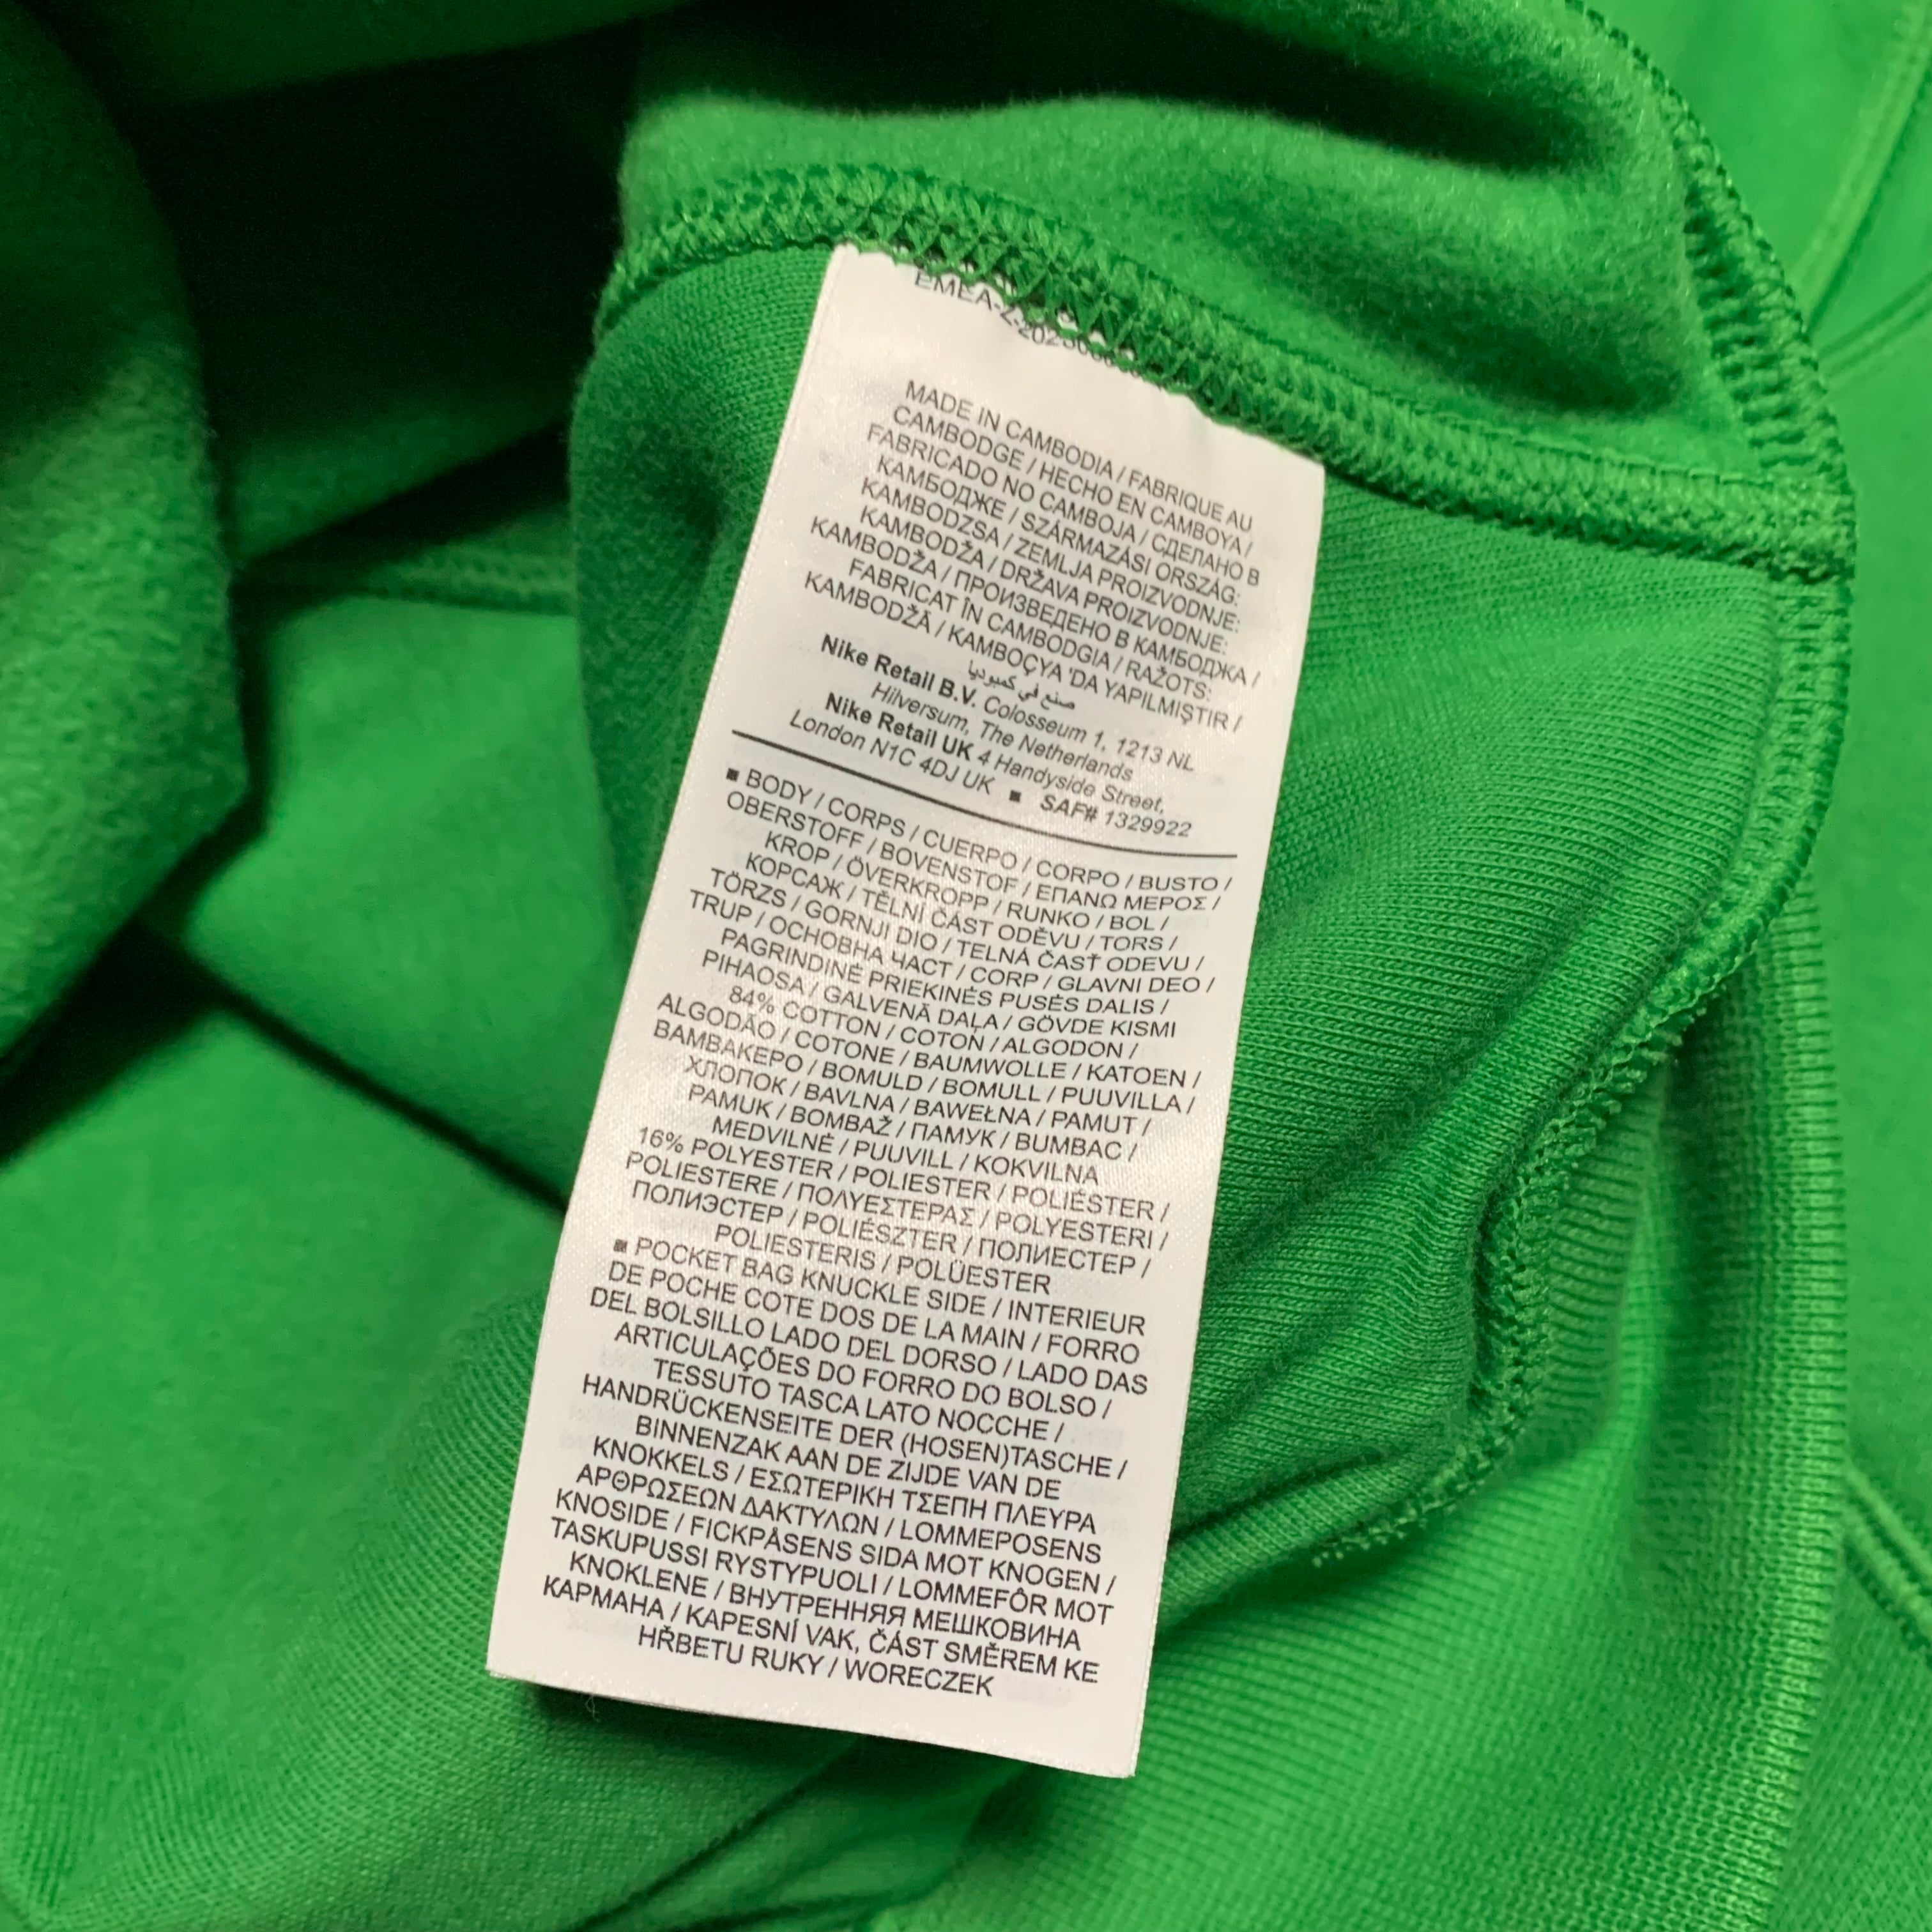 MADE IN CAMBODIA / FABRIQUE AU
CAMBODGE / HECHO EN CAMBOYA /
FABRICADO NO CAMBOJA / СДЕЛАНО В
КАМБОДЖЕ / SZÁRMAZÁSI ORSZÁG:
KAMBODZSA / ZEMLJA PROIZVODNJE:
KAMBODŽA / DRŽAVA PROIZVODNJE:
KAMBODŽA / ПРОИЗВЕДЕНО В КАМБОДЖА /
FABRICAT ÎN CAMBODGIA / RAŽOTS:
KAMBODŽĀ / KAMBOÇYA 'DA YAPILMIŞTIR /
صنع في كمبوديا
Nike Retail B.V. Colosseum 1, 1213 NL
Hilversum, The Netherlands
Nike Retail UK 4 Handyside Street,
London N1C 4DJ UK ■ SAF# 1329922
■ BODY / CORPS / CUERPO / CORPO / BUSTO /
OBERSTOFF / BOVENSTOF / ΕΠΑΝΩ ΜΕΡΟΣ /
KROP / ÖVERKROPP / RUNKO / BOL /
КОРСАЖ / TĚLNÍ ČÁST ODĚVU / TORS /
TÖRZS / GORNJI DIO / TELNÁ ČASŤ ODEVU /
TRUP / ОСНОВНА ЧАСТ / CORP / GLAVNI DEO /
PAGRINDINĖ PRIEKINĖS PUSĖS DALIS /
PIHAOSA / GALVENĀ DAĻA / GÖVDE KISMI
84% COTTON / COTON / ALGODON /
ALGODÃO / COTONE / BAUMWOLLE / KATOEN /
ΒΑΜΒΑΚΕΡΟ / BOMULD / BOMULL / PUUVILLA /
ХЛОПОК / BAVLNA / BAWEŁNA / PAMUT /
PAMUK / BOMBAŽ / ПАМУК / BUMBAC /
MEDVILNĖ / PUUVILL / KOKVILNA
16% POLYESTER / POLIESTER / POLIÉSTER /
POLIESTERE / ΠΟΛΥΕΣΤΕΡΑΣ / POLYESTERI /
ПОЛИЭСТЕР / POLIÉSZTER / ПОЛИЕСТЕР /
POLIESTERIS / POLÜESTER
■ POCKET BAG KNUCKLE SIDE / INTERIEUR
DE POCHE COTE DOS DE LA MAIN / FORRO
DEL BOLSILLO LADO DEL DORSO / LADO DAS
ARTICULAÇÕES DO FORRO DO BOLSO /
TESSUTO TASCA LATO NOCCHE /
HANDRÜCKENSEITE DER (HOSEN)TASCHE /
BINNENZAK AAN DE ZIJDE VAN DE
KNOKKELS / ΕΣΩΤΕΡΙΚΗ ΤΣΕΠΗ ΠΛΕΥΡΑ
ΑΡΘΡΩΣΕΩΝ ΔΑΚΤΥΛΩΝ / LOMMEPOSENS
KNOSIDE / FICKPÅSENS SIDA MOT KNOGEN /
TASKUPUSSI RYSTYPUOLI / LOMMEFÔR MOT
KNOKLENE / ВНУТРЕННЯЯ МЕШКОВИНА
КАРМАНА / KAPESNÍ VAK, ČÁST SMĚREM KE
HŘBETU RUKY / WORECZEK